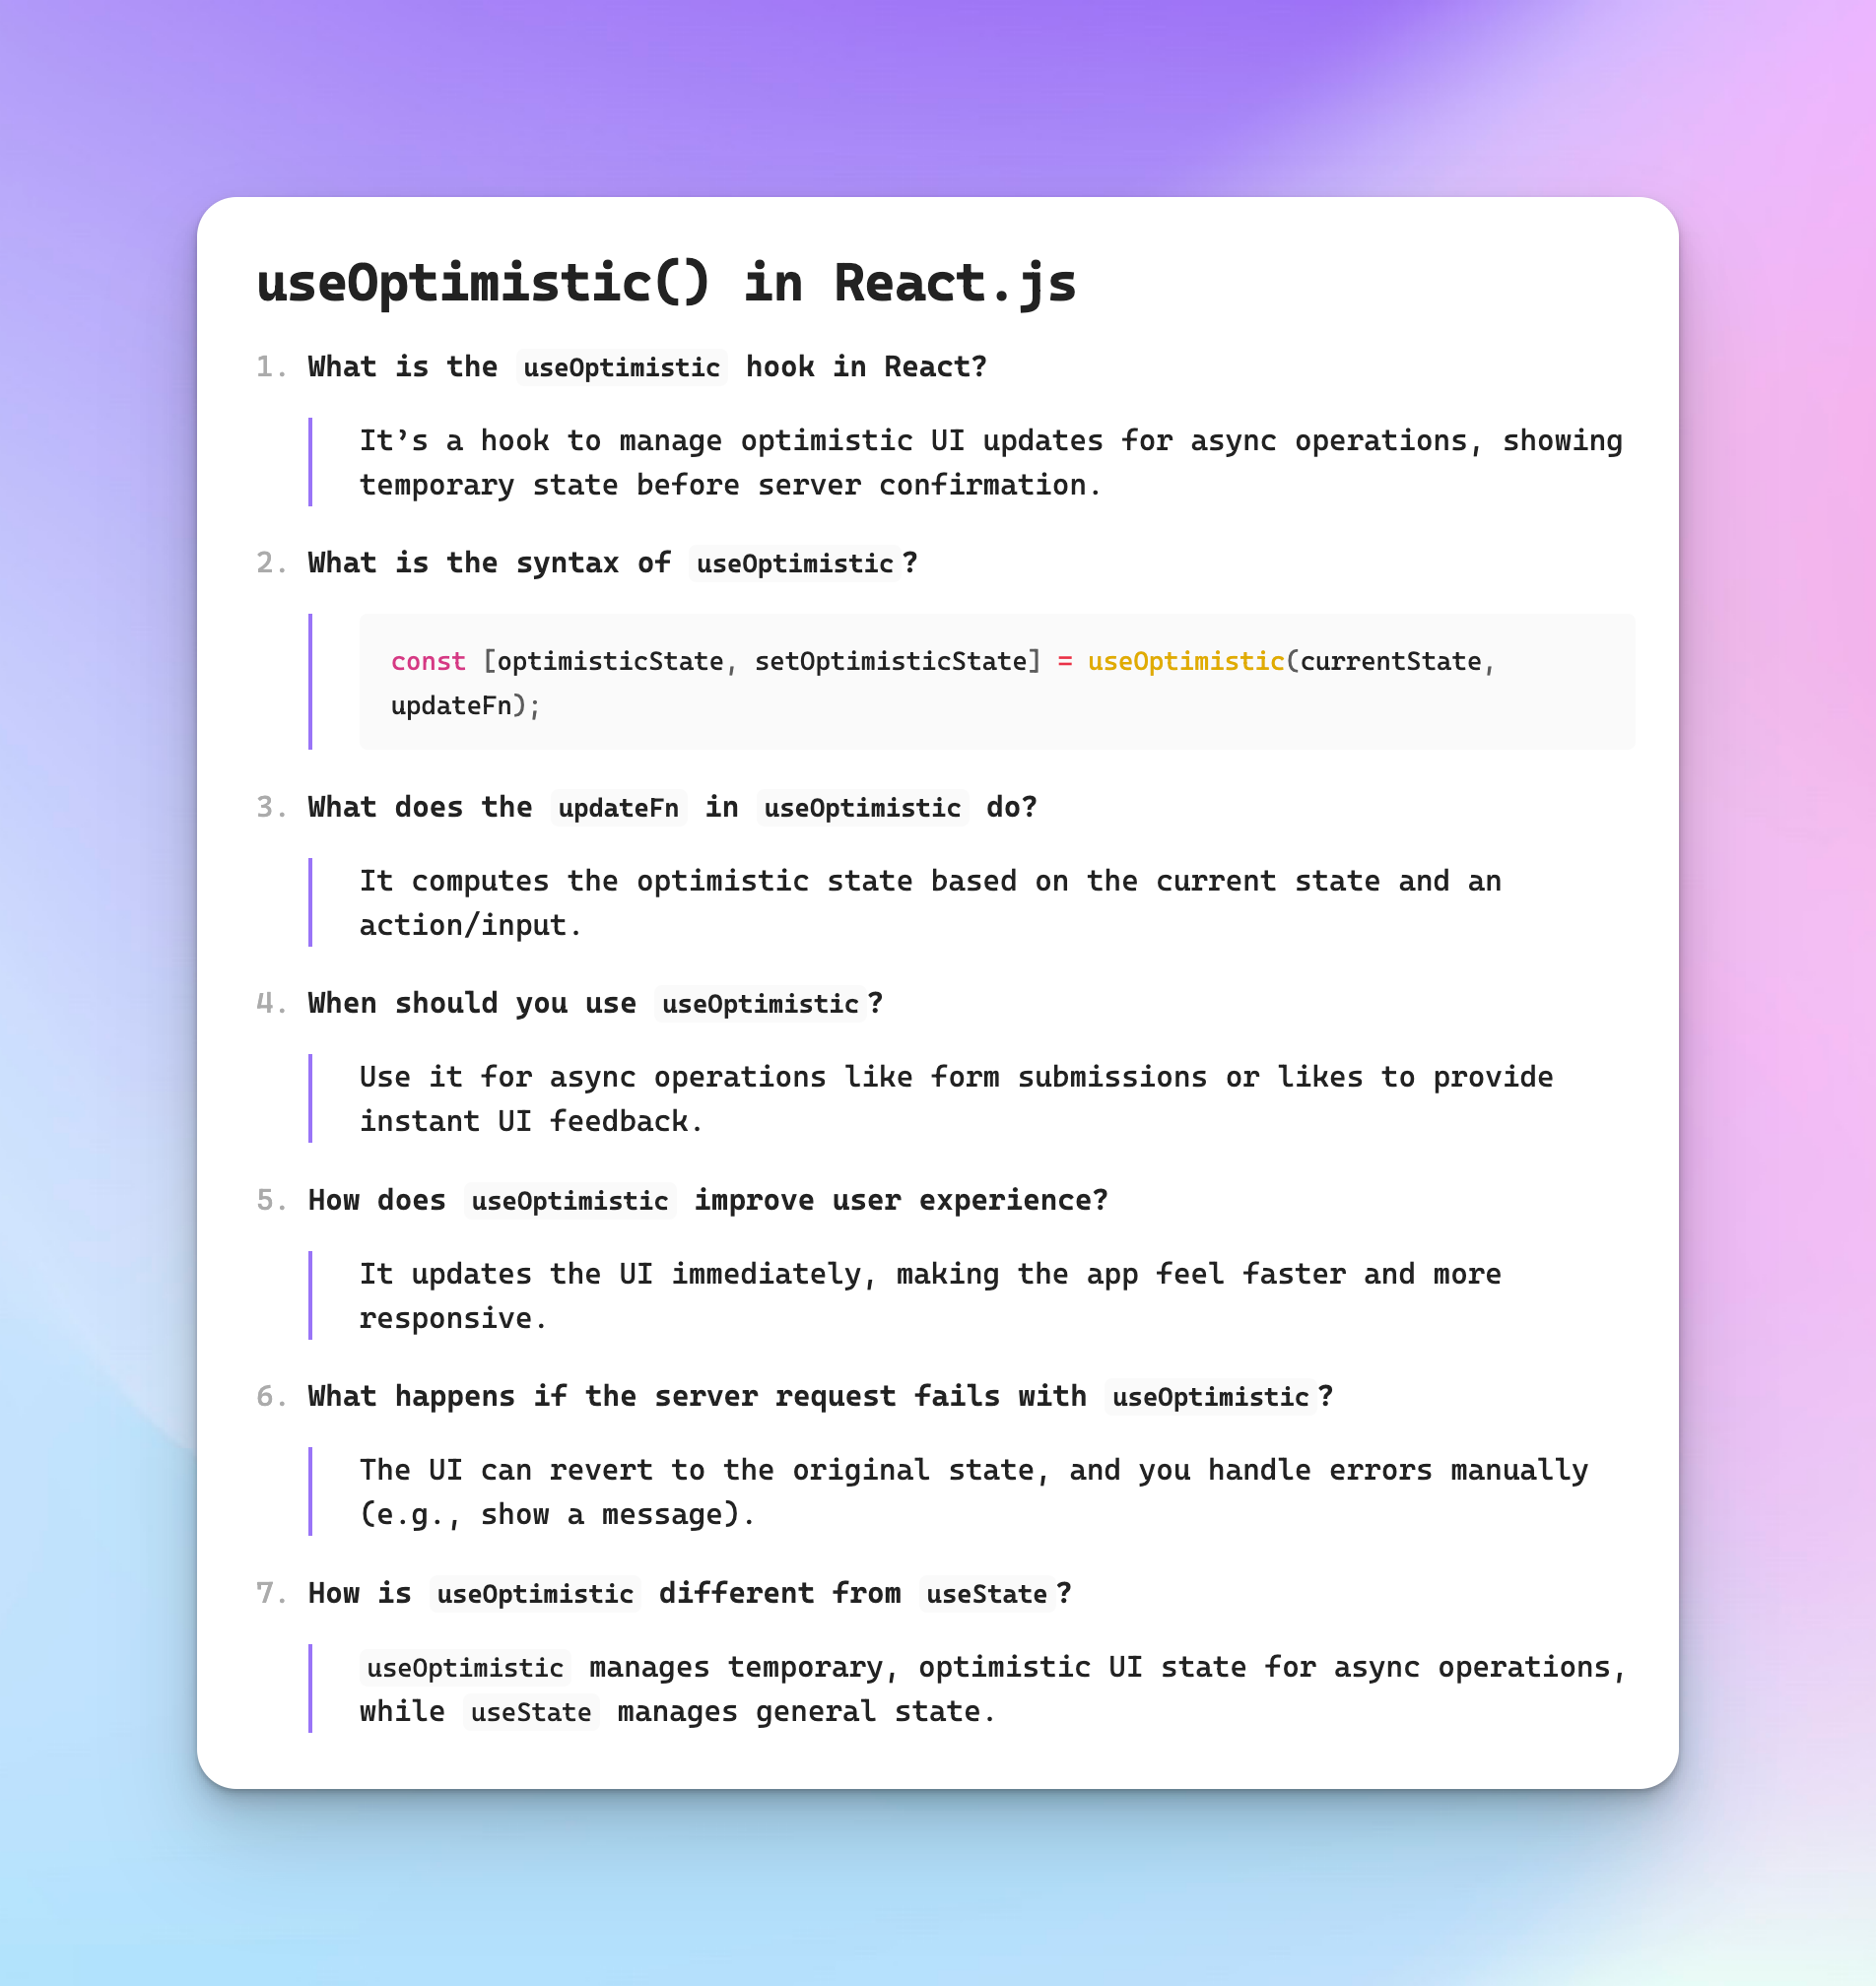 useOptimistic() in React.js
1. What is the useOptimistic hook in React?
It’s a hook to manage optimistic UI updates for async operations, showing
temporary state before server confirmation.
2. What is the syntax of useOptimistic?
const [optimisticState, setOptimisticState] = useOptimistic(currentState,
updateFn);
3. What does the updateFn in useOptimistic do?
It computes the optimistic state based on the current state and an
action/input.
4. When should you use useOptimistic?
Use it for async operations like form submissions or likes to provide
instant UI feedback.
5. How does useOptimistic improve user experience?
It updates the UI immediately, making the app feel faster and more
responsive.
6. What happens if the server request fails with useOptimistic?
The UI can revert to the original state, and you handle errors manually
(e.g., show a message).
7. How is useOptimistic different from useState?
useOptimistic manages temporary, optimistic UI state for async operations,
while useState manages general state.